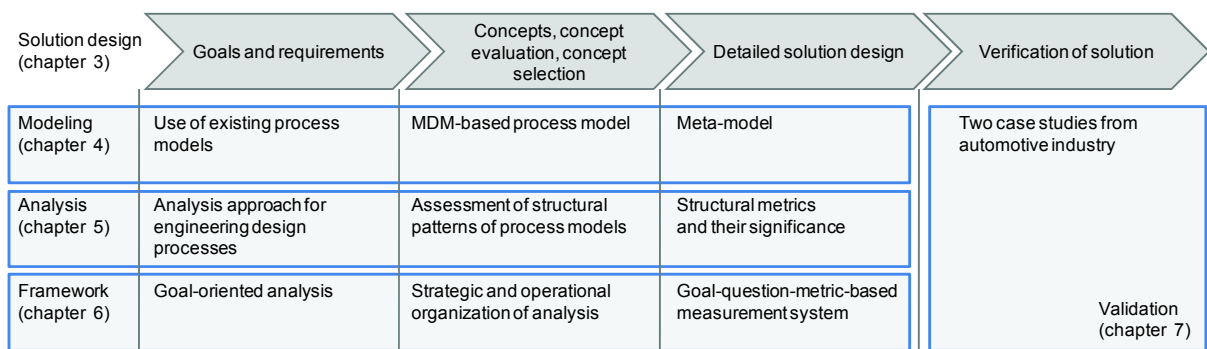 Solution design
(chapter 3)
Goals and requirements
Concepts, concept
evaluation, concept
selection
Detailed solution design
Verification of solution
Modeling
(chapter 4)
Use of existing process
models
MDM-based process model
Meta-model
Two case studies from
automotive industry
Analysis
(chapter 5)
Analysis approach for
engineering design
processes
Assessment of structural
patterns of process models
Structural metrics
and their significance
Framework
(chapter 6)
Goal-oriented analysis
Strategic and operational
organization of analysis
Goal-question-metric-based
measurement system
Validation
(chapter 7)